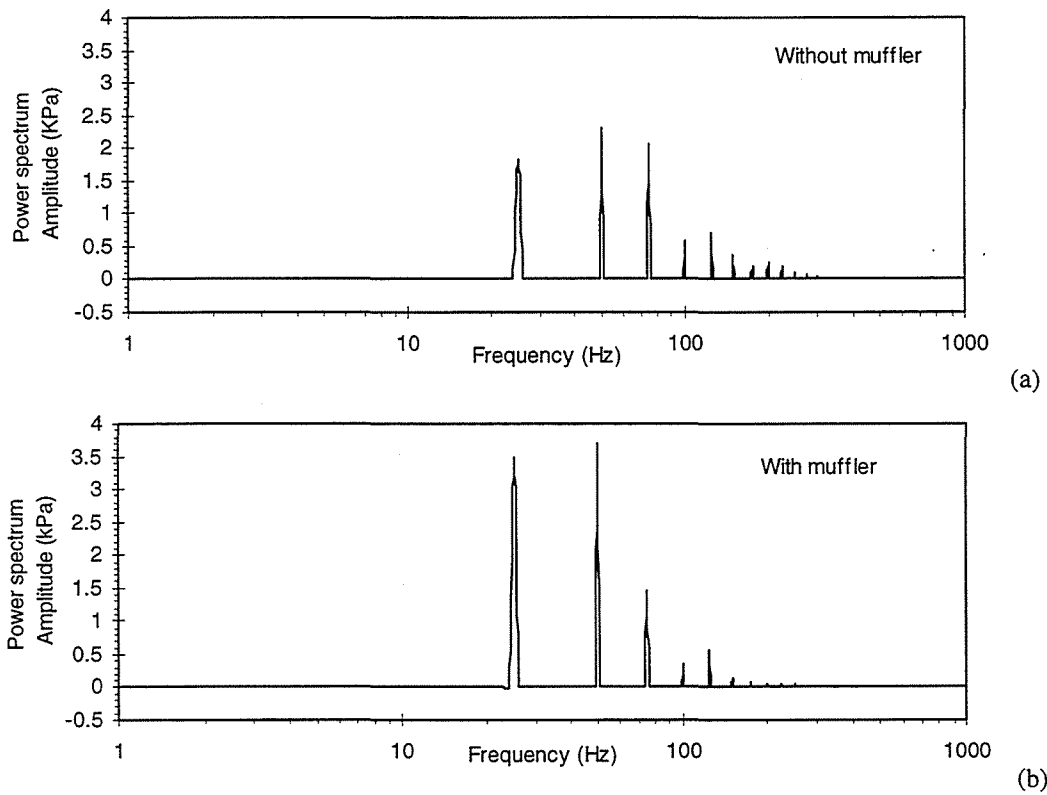 4
3.5
3
2.5
2
1.5
1
0.5
0
-0.5
Power spectrum
Amplitude (KPa)
Without muffler
1 10 100 1000
Frequency (Hz)
(a)
4
3.5
3
2.5
2
1.5
1
0.5
0
-0.5
Power spectrum
Amplitude (kPa)
With muffler
1 10 100 1000
Frequency (Hz)
(b)